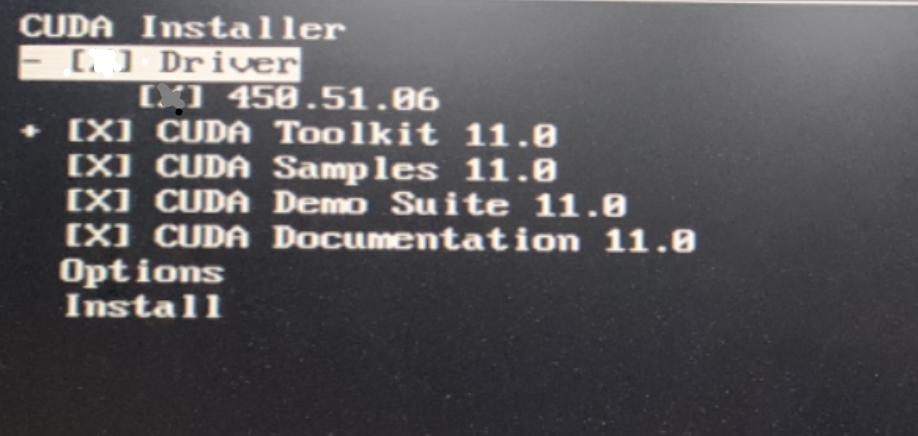 CUDA Installer
- [ ] Driver
[ ] 450.51.06
+ [X] CUDA Toolkit 11.0
[X] CUDA Samples 11.0
[X] CUDA Demo Suite 11.0
[X] CUDA Documentation 11.0
Options
Install